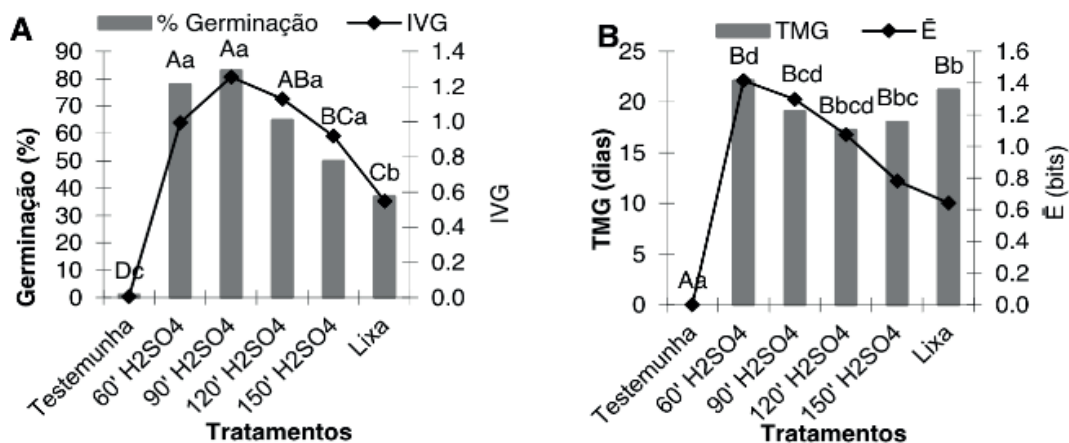 A
% Germinação
IVG
Germinação (%)
90
80
70
60
50
40
30
20
10
0
1.4
1.2
1.0
0.8
0.6
0.4
0.2
0.0
IVG
Dc
Aa
Aa
ABa
BCa
Cb
Testemunha
60' H2SO4
90' H2SO4
120' H2SO4
150' H2SO4
Lixa
Tratamentos
B
TMG
Ē
TMG (dias)
25
20
15
10
5
0
1.6
1.4
1.2
1.0
0.8
0.6
0.4
0.2
0.0
Ē (bits)
Aa
Bd
Bcd
Bbcd
Bbc
Bb
Testemunha
60' H2SO4
90' H2SO4
120' H2SO4
150' H2SO4
Lixa
Tratamentos